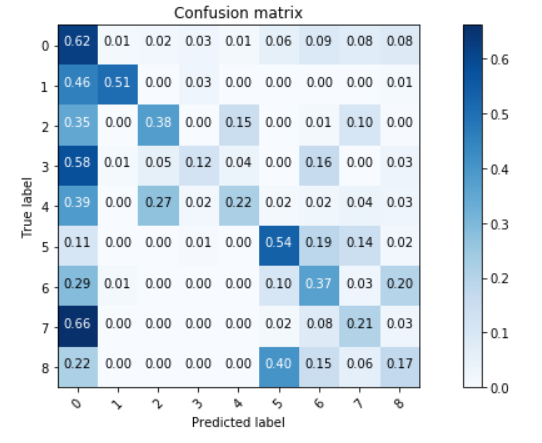 Confusion matrix
0 0.62 0.01 0.02 0.03 0.01 0.06 0.09 0.08 0.08
1 0.46 0.51 0.00 0.03 0.00 0.00 0.00 0.00 0.01
2 0.35 0.00 0.38 0.00 0.15 0.00 0.01 0.10 0.00
3 0.58 0.01 0.05 0.12 0.04 0.00 0.16 0.00 0.03
4 0.39 0.00 0.27 0.02 0.22 0.02 0.02 0.04 0.03
5 0.11 0.00 0.00 0.01 0.00 0.54 0.19 0.14 0.02
6 0.29 0.01 0.00 0.00 0.00 0.10 0.37 0.03 0.20
7 0.66 0.00 0.00 0.00 0.00 0.02 0.08 0.21 0.03
8 0.22 0.00 0.00 0.00 0.00 0.40 0.15 0.06 0.17
0 1 2 3 4 5 6 7 8
True label
Predicted label
0.6
0.5
0.4
0.3
0.2
0.1
0.0